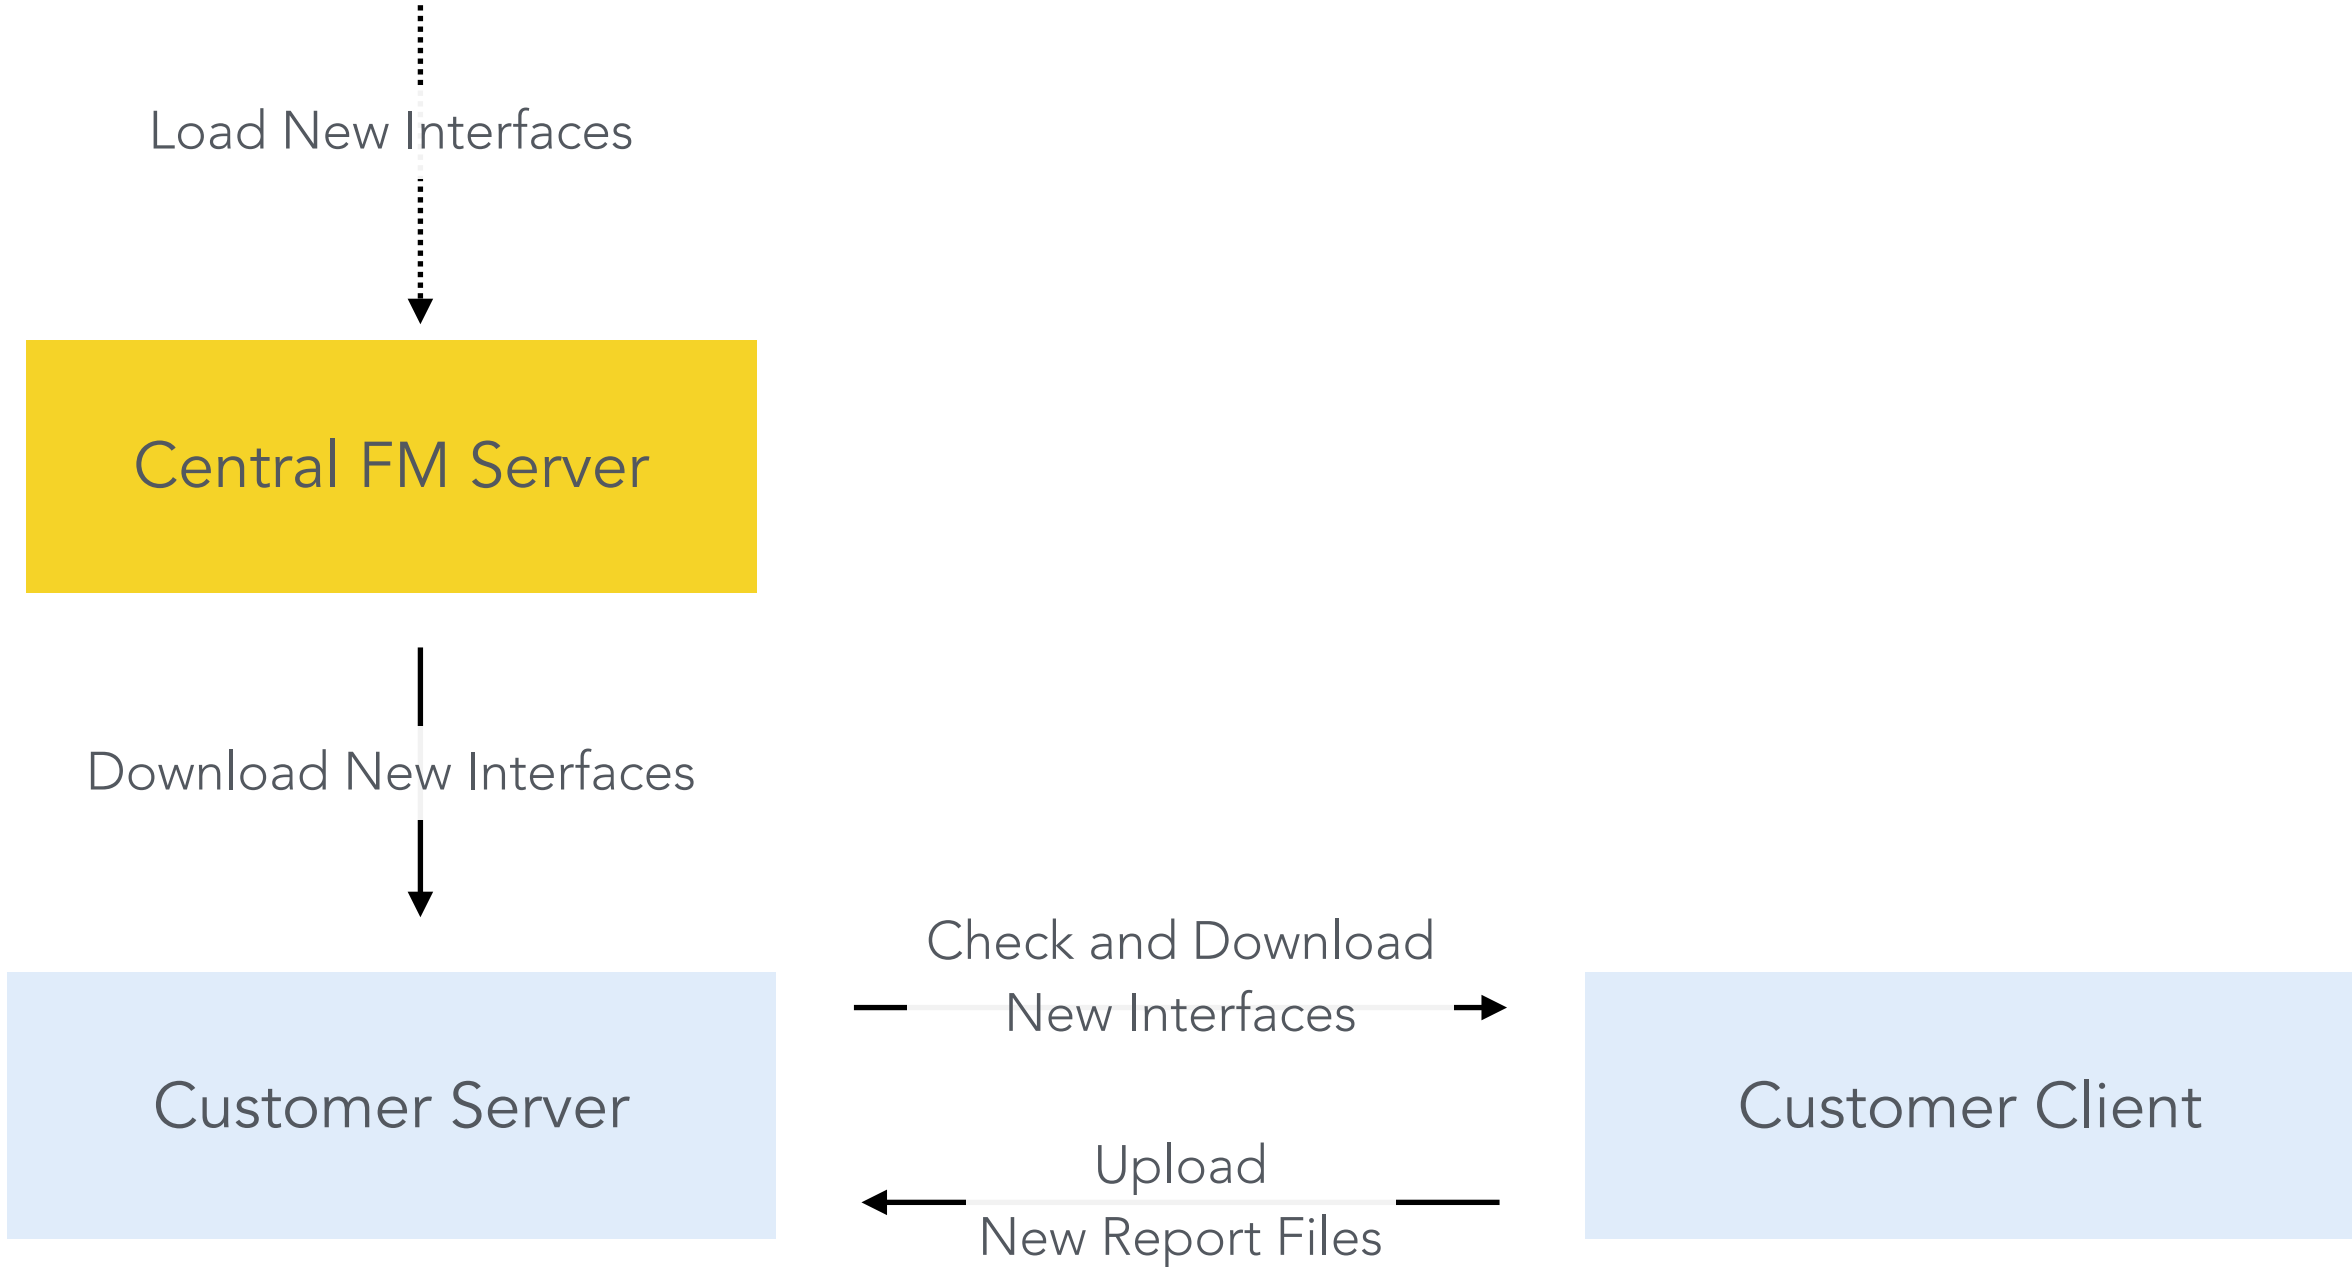 Load New Interfaces
Central FM Server
Download New Interfaces
Check and Download
New Interfaces
Customer Server
Customer Client
Upload
New Report Files